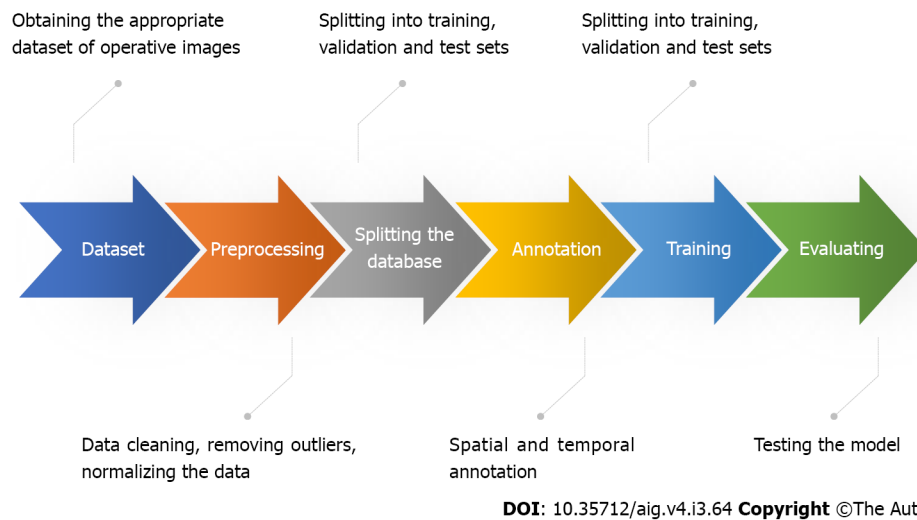 Obtaining the appropriate
dataset of operative images
Splitting into training,
validation and test sets
Splitting into training,
validation and test sets
Dataset
Preprocessing
Splitting the
database
Annotation
Training
Evaluating
Data cleaning, removing outliers,
normalizing the data
Spatial and temporal
annotation
Testing the model
DOI: 10.35712/aig.v4.i3.64 Copyright ©The Aut